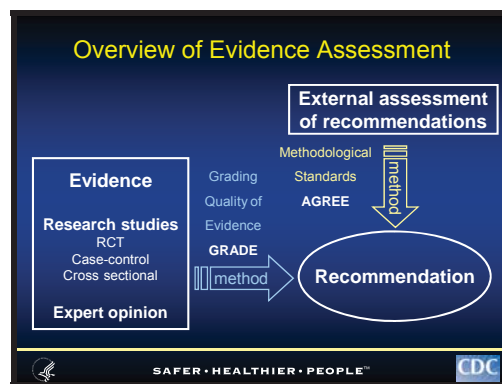 Overview of Evidence Assessment
External assessment
of recommendations
Methodological
Standards
AGREE
method
Evidence
Research studies
RCT
Case-control
Cross sectional
Expert opinion
Grading
Quality of
Evidence
GRADE
method
Recommendation
SAFER • HEALTHIER • PEOPLE™
CDC